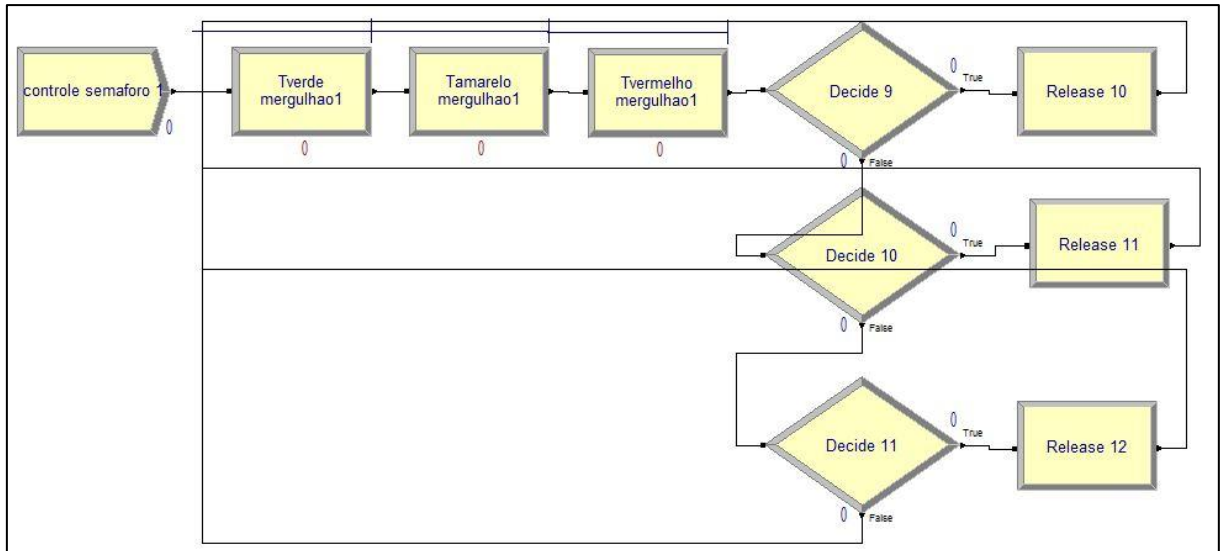 controle semaforo 1
0
Tverde
mergulhao1
0
Tamarelo
mergulhao1
0
Tvermelho
mergulhao1
0
Decide 9
0
True
0
False
Release 10
Decide 10
0
True
0
False
Release 11
Decide 11
0
True
0
False
Release 12